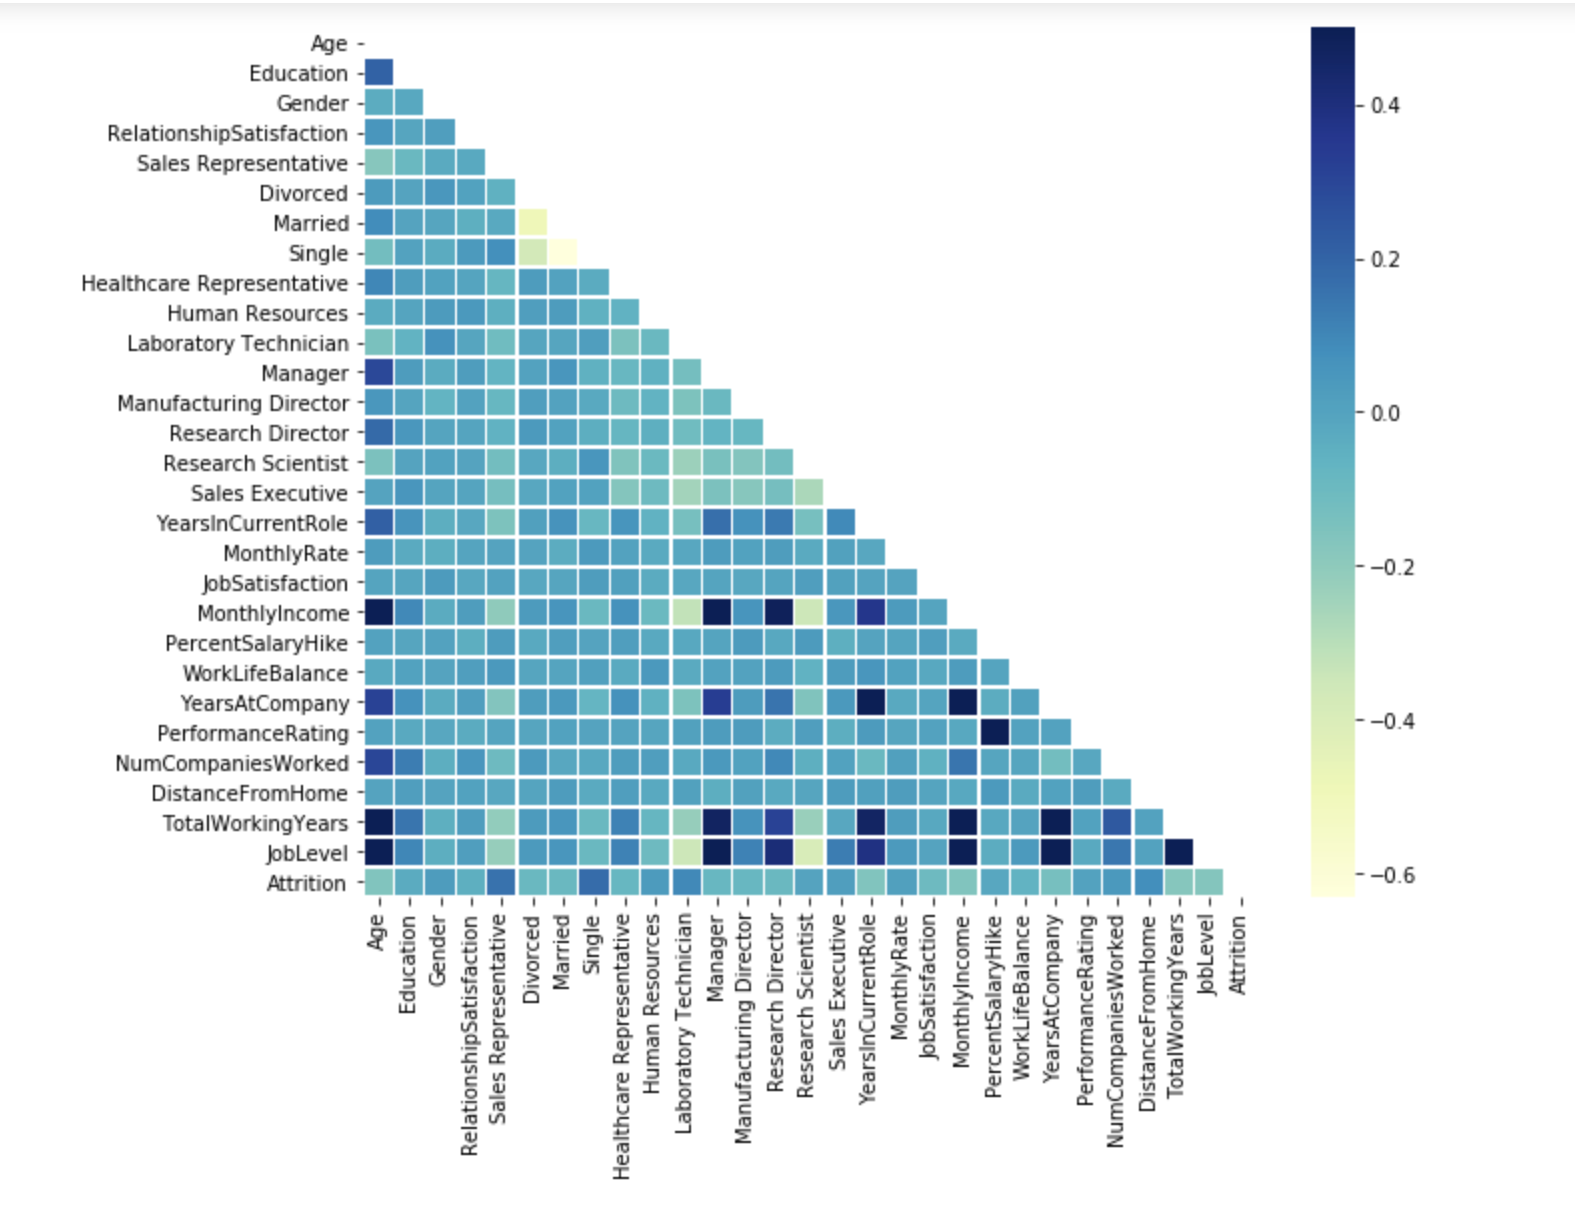 Age
Education
Gender
RelationshipSatisfaction
Sales Representative
Divorced
Married
Single
Healthcare Representative
Human Resources
Laboratory Technician
Manager
Manufacturing Director
Research Director
Research Scientist
Sales Executive
YearsInCurrentRole
MonthlyRate
JobSatisfaction
MonthlyIncome
PercentSalaryHike
WorkLifeBalance
YearsAtCompany
PerformanceRating
NumCompaniesWorked
DistanceFromHome
TotalWorkingYears
JobLevel
Attrition
Age
Education
Gender
RelationshipSatisfaction
Sales Representative
Divorced
Married
Single
Healthcare Representative
Human Resources
Laboratory Technician
Manager
Manufacturing Director
Research Director
Research Scientist
Sales Executive
YearsInCurrentRole
MonthlyRate
JobSatisfaction
MonthlyIncome
PercentSalaryHike
WorkLifeBalance
YearsAtCompany
PerformanceRating
NumCompaniesWorked
DistanceFromHome
TotalWorkingYears
JobLevel
Attrition
0.4
0.2
0.0
−0.2
−0.4
−0.6